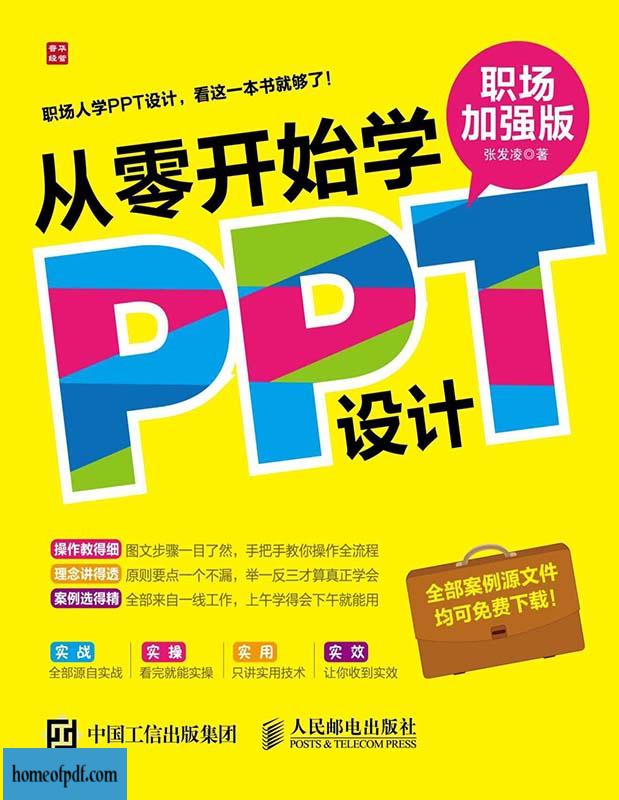 普华
经管
职场人学PPT设计，看这一本书就够了！
职场
加强版
张发凌◎著
从零开始学
PPT
设计
操作教得细 图文步骤一目了然，手把手教你操作全流程
理念讲得透 原则要点一个不漏，举一反三才算真正学会
案例选得精 全部来自一线工作，上午学得会下午就能用
全部案例源文件
均可免费下载！
实战 实操 实用 实效
全部源自实战 看完就能实操 只讲实用技术 让你收到实效
中国工信出版集团
人民邮电出版社
POSTS & TELECOM PRESS
homeofpdf.com